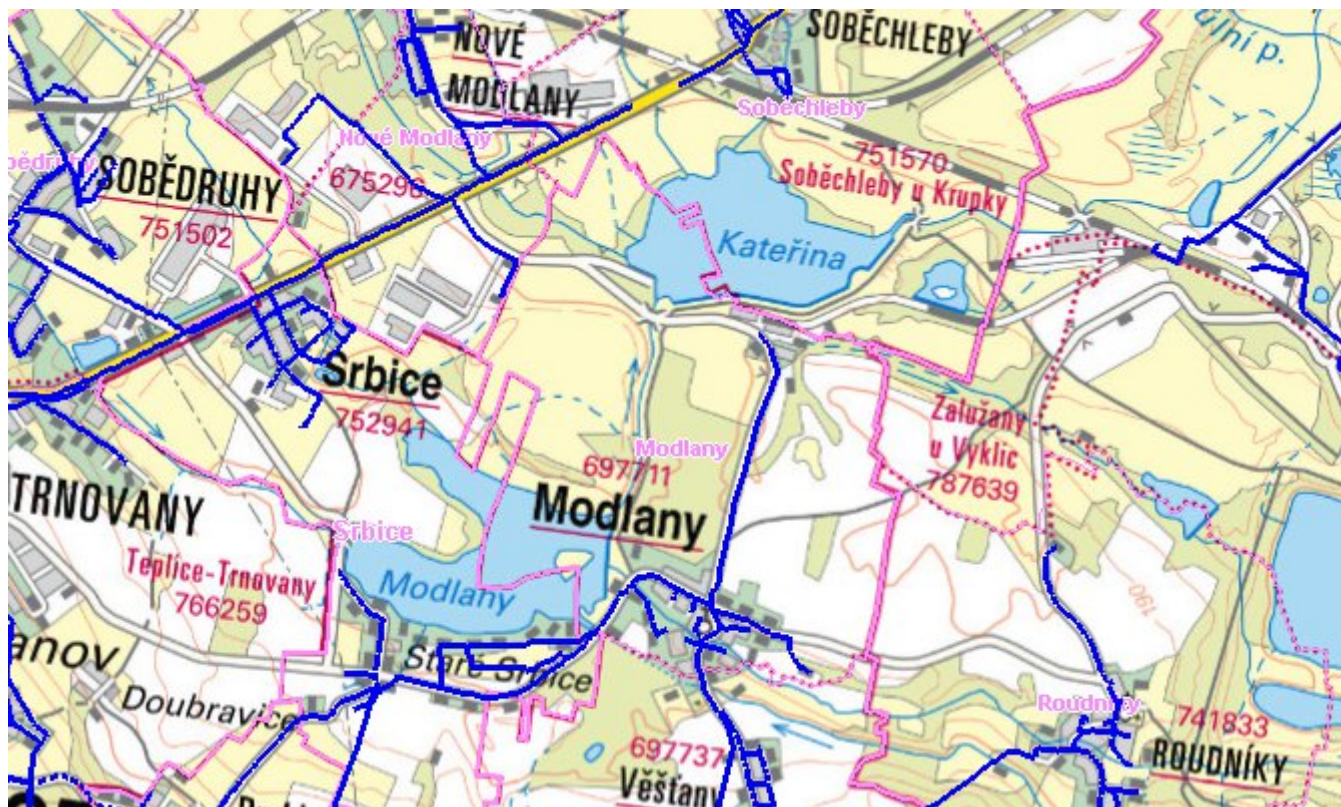 NOVÉ
MODLANY
SOBĚCHLEBY
Soběchleby
Nové Modlany
SOBĚDRUHY
751502
675296
751570
Soběchleby u Krupky
Kateřina
Srbice
752941
Modlany
697711
Modlany
Zalužany
u Vyklic
787639
TRNOVANY
Srbice
Teplice-Trnovany
766259
Modlany
190
Staré Srbice
Doubravice
Roudníky
741833
ROUDNÍKY
697737
Věšťany